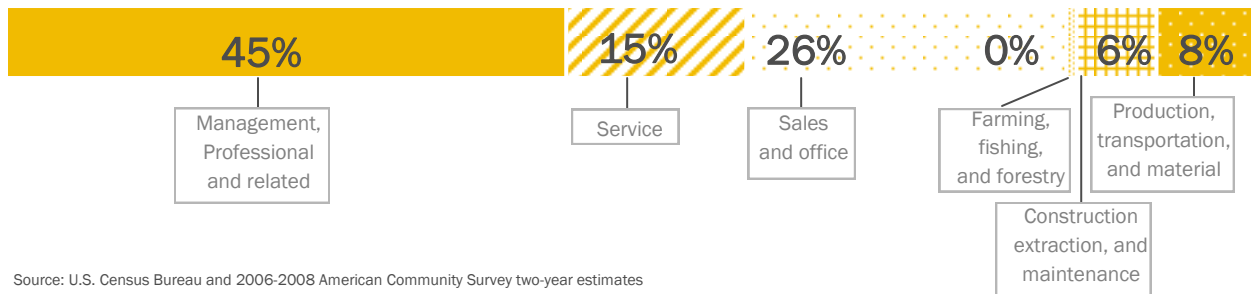 45%
15%
26%
0%
6%
8%
Management,
Professional
and related
Service
Sales
and office
Farming,
fishing,
and forestry
Production,
transportation,
and material
Construction
extraction, and
maintenance
Source: U.S. Census Bureau and 2006-2008 American Community Survey two-year estimates